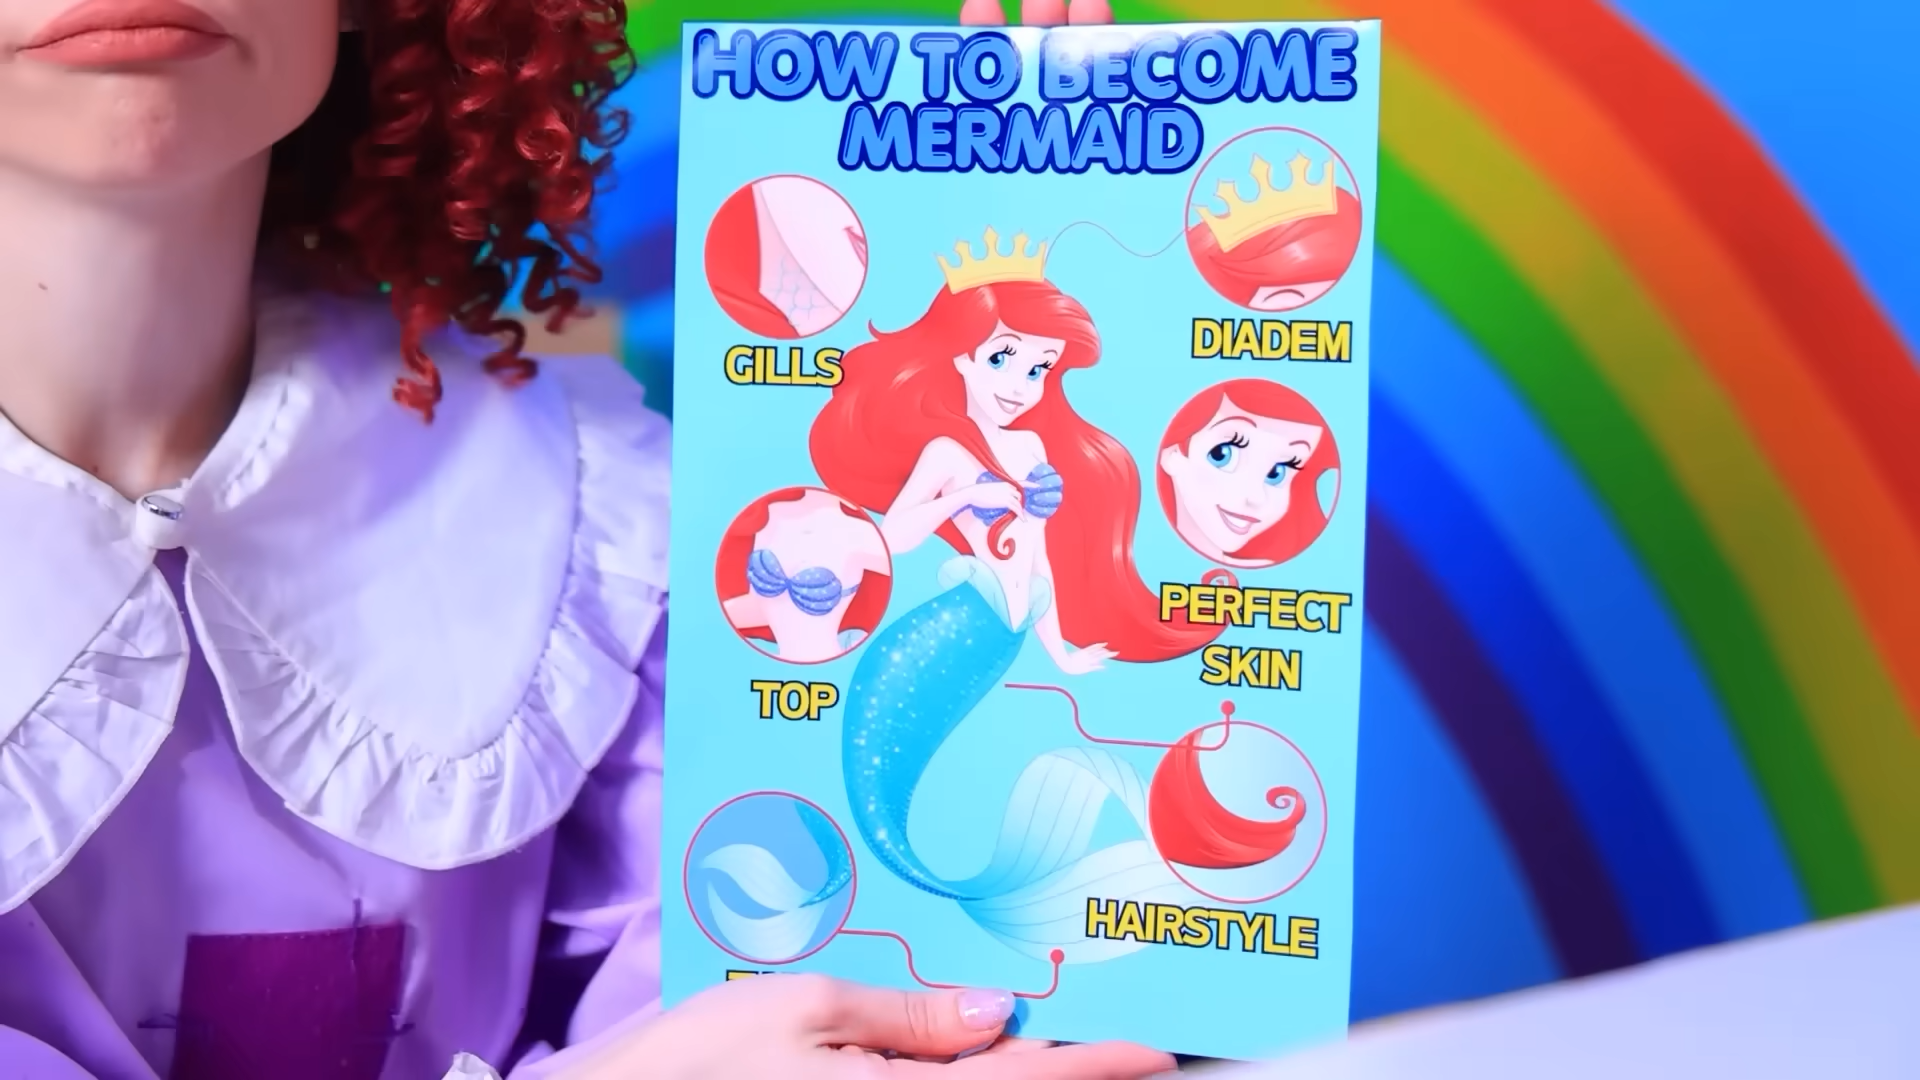 HOW TO BECOME
MERMAID
GILLS
DIADEM
PERFECT
SKIN
TOP
HAIRSTYLE